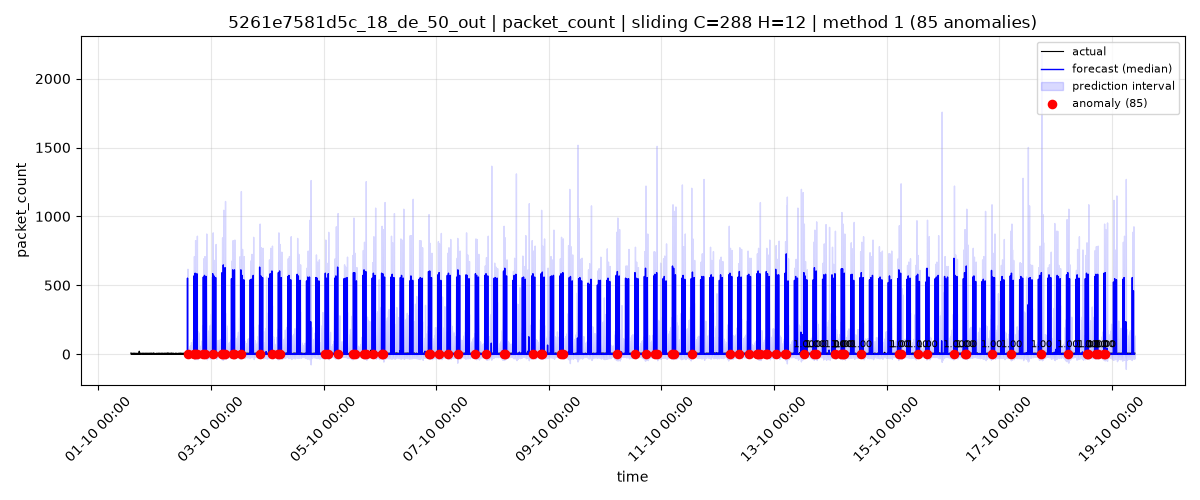 5261e7581d5c_18_de_50_out | packet_count | sliding C=288 H=12 | method 1 (85 anomalies)
actual
forecast (median)
prediction interval
anomaly (85)
packet_count
2000
1500
1000
500
0
01-10 00:00
03-10 00:00
05-10 00:00
07-10 00:00
09-10 00:00
11-10 00:00
13-10 00:00
15-10 00:00
17-10 00:00
19-10 00:00
time